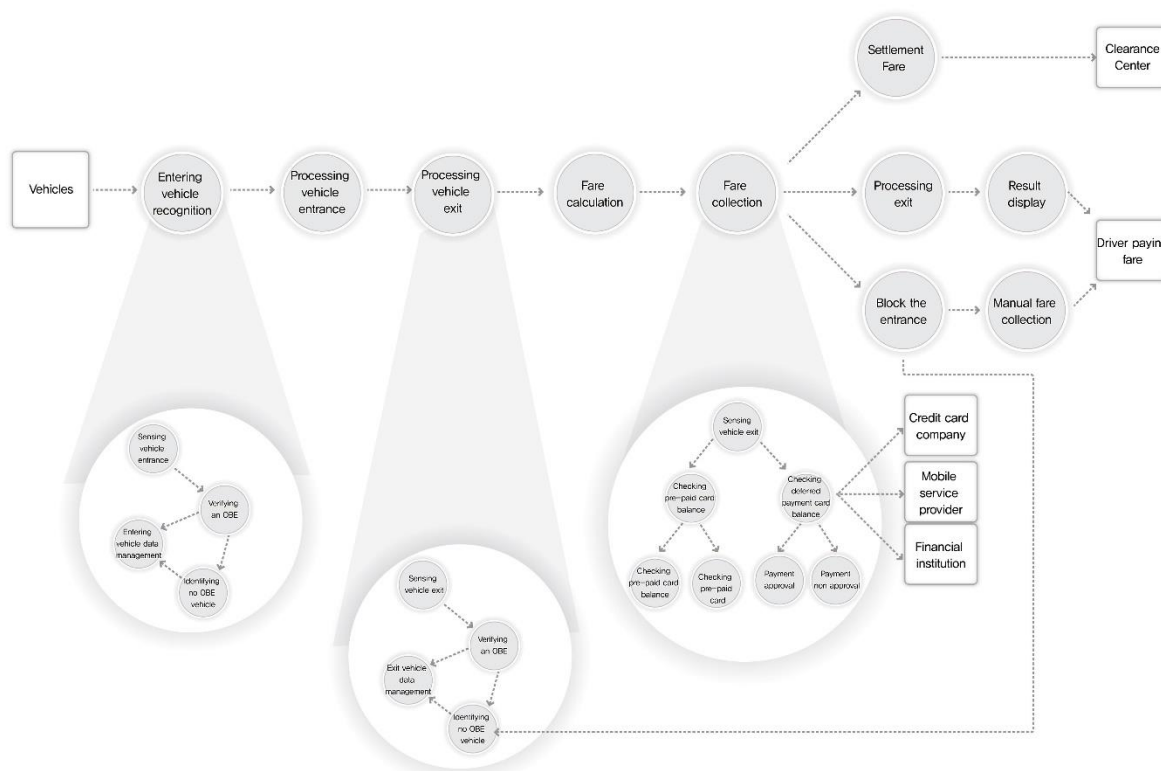 Settlement
Fare
Clearance
Center
Vehicles
Entering
vehicle
recognition
Processing
vehicle
entrance
Processing
vehicle
exit
Fare
calculation
Fare
collection
Processing
exit
Result
display
Driver payin
fare
Block the
entrance
Manual fare
collection
Sensing
vehicle
entrance
Verifying
an OBE
Entering
vehicle data
management
Identifying
no OBE
vehicle
Sensing
vehicle exit
Verifying
an OBE
Exit vehicle
data
management
Identifying
no OBE
vehicle
Sensing
vehicle exit
Checking
pre-paid card
balance
Checking
deferred
payment card
balance
Checking
pre-paid card
balance
Checking
pre-paid
card
Payment
approval
Payment
non approval
Credit card
company
Mobile
service
provider
Financial
institution